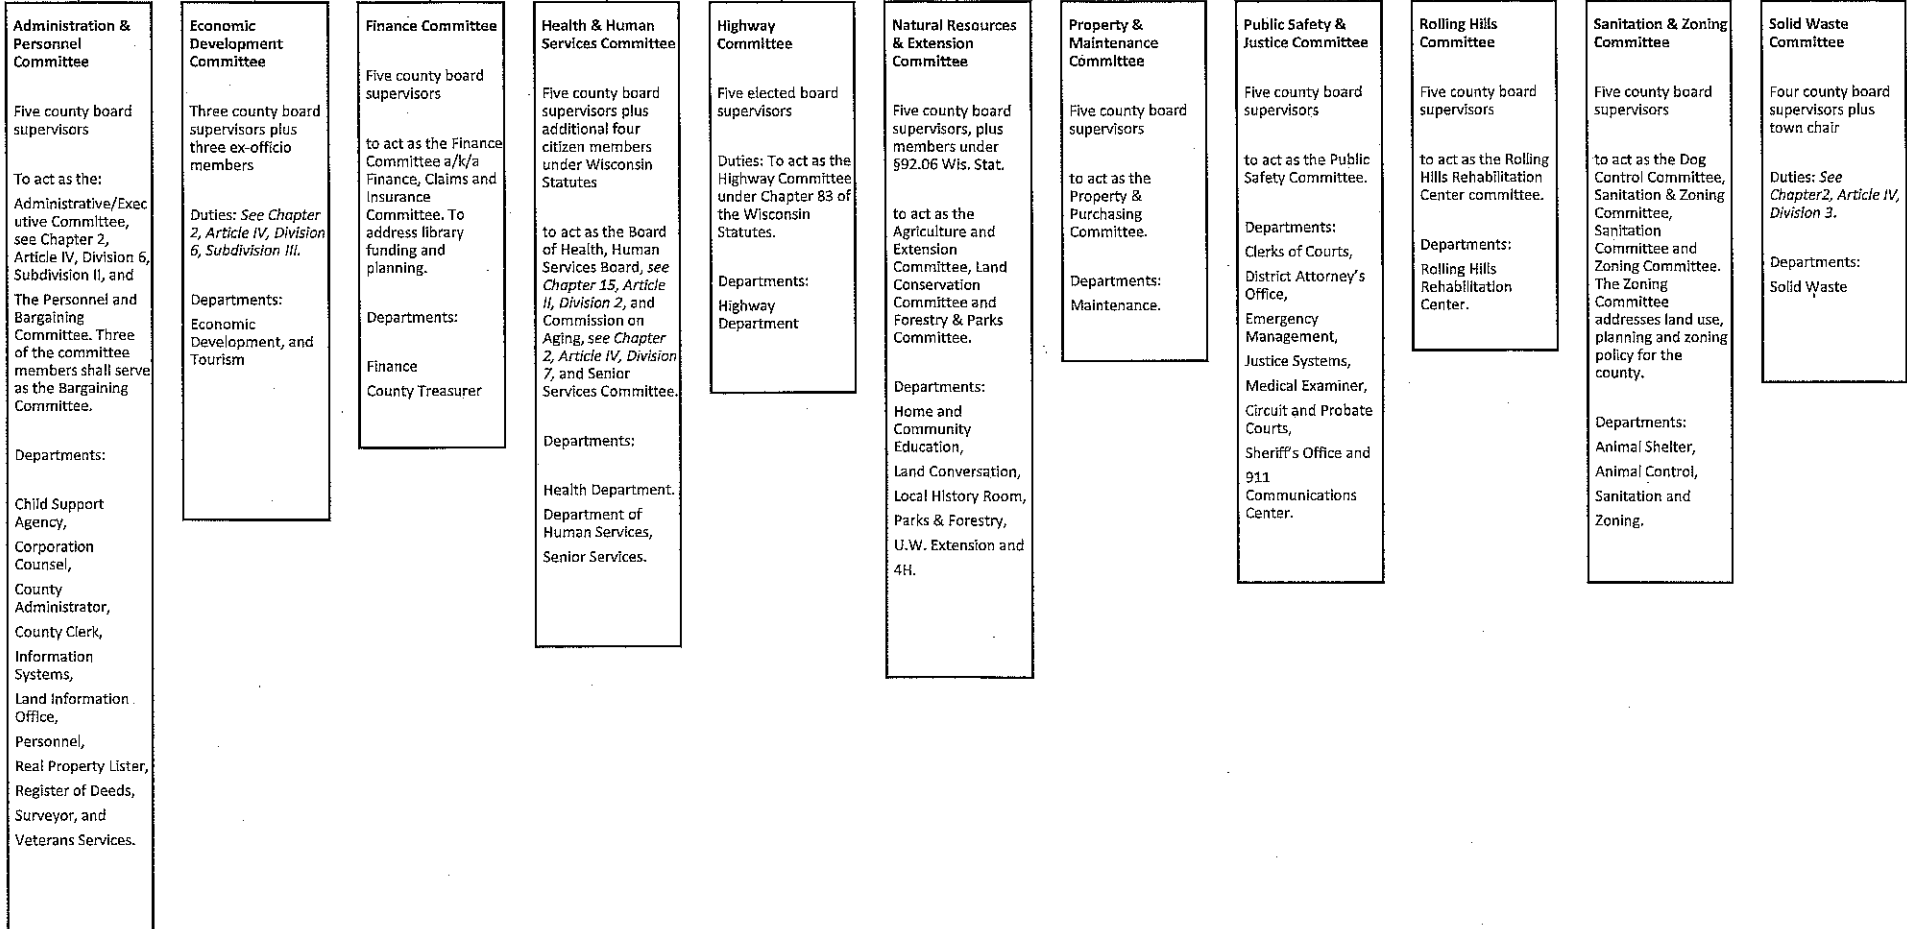 Administration &
Personnel
Committee
Five county board
supervisors
To act as the:
Administrative/Exec
utive Committee,
see Chapter 2,
Article IV, Division 6,
Subdivision II, and
The Personnel and
Bargaining
Committee. Three
of the committee
members shall serve
as the Bargaining
Committee.
Departments:
Child Support
Agency,
Corporation
Counsel,
County
Administrator,
County Clerk,
Information
Systems,
Land Information
Office,
Personnel,
Real Property Lister,
Register of Deeds,
Surveyor, and
Veterans Services.
Economic
Development
Committee
Three county board
supervisors plus
three ex-officio
members
Duties: See Chapter
2, Article IV, Division
6, Subdivision III.
Departments:
Economic
Development, and
Tourism
Finance Committee
Five county board
supervisors
to act as the Finance
Committee a/k/a
Finance, Claims and
Insurance
Committee. To
address library
funding and
planning.
Departments:
Finance
County Treasurer
Health & Human
Services Committee
Five county board
supervisors plus
additional four
citizen members
under Wisconsin
Statutes
to act as the Board
of Health, Human
Services Board, see
Chapter 15, Article
II, Division 2, and
Commission on
Aging, see Chapter
2, Article IV, Division
7, and Senior
Services Committee.
Departments:
Health Department.
Department of
Human Services,
Senior Services.
Highway
Committee
Five elected board
supervisors
Duties: To act as the
Highway Committee
under Chapter 83 of
the Wisconsin
Statutes.
Departments:
Highway
Department
Natural Resources
& Extension
Committee
Five county board
supervisors, plus
members under
§92.06 Wis. Stat.
to act as the
Agriculture and
Extension
Committee, Land
Conservation
Committee and
Forestry & Parks
Committee.
Departments:
Home and
Community
Education,
Land Conversation,
Local History Room,
Parks & Forestry,
U.W. Extension and
4H.
Property &
Maintenance
Committee
Five county board
supervisors
to act as the
Property &
Purchasing
Committee.
Departments:
Maintenance.
Public Safety &
Justice Committee
Five county board
supervisors
to act as the Public
Safety Committee.
Departments:
Clerks of Courts,
District Attorney's
Office,
Emergency
Management,
Justice Systems,
Medical Examiner,
Circuit and Probate
Courts,
Sheriff's Office and
911
Communications
Center.
Rolling Hills
Committee
Five county board
supervisors
to act as the Rolling
Hills Rehabilitation
Center committee.
Departments:
Rolling Hills
Rehabilitation
Center.
Sanitation & Zoning
Committee
Five county board
supervisors
to act as the Dog
Control Committee,
Sanitation & Zoning
Committee,
Sanitation
Committee and
Zoning Committee.
The Zoning
Committee
addresses land use,
planning and zoning
policy for the
county.
Departments:
Animal Shelter,
Animal Control,
Sanitation and
Zoning.
Solid Waste
Committee
Four county board
supervisors plus
town chair
Duties: See
Chapter2, Article IV,
Division 3.
Departments:
Solid Waste